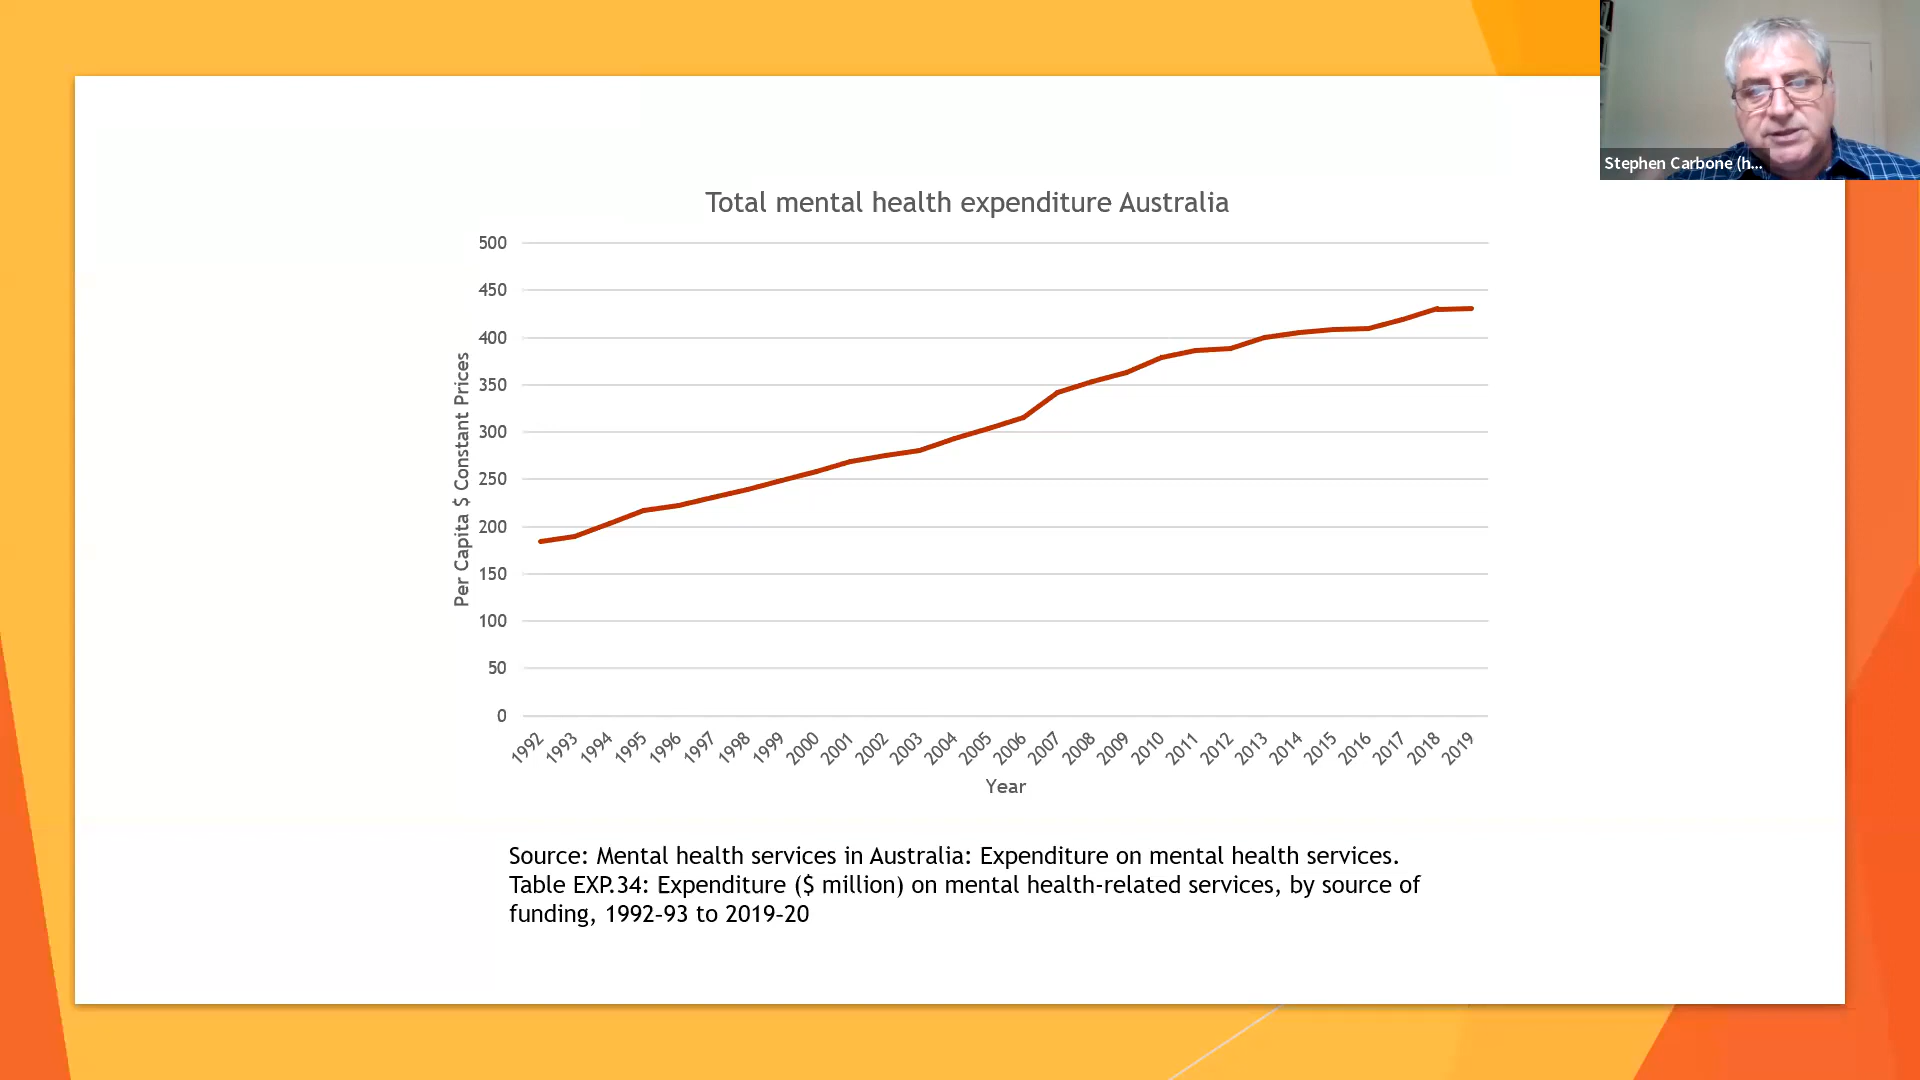 Stephen Carbone (h...
Total mental health expenditure Australia
500
450
400
350
300
250
200
150
100
50
0
Per Capita $ Constant Prices
1992 1993 1994 1995 1996 1997 1998 1999 2000 2001 2002 2003 2004 2005 2006 2007 2008 2009 2010 2011 2012 2013 2014 2015 2016 2017 2018 2019
Year
Source: Mental health services in Australia: Expenditure on mental health services.
Table EXP.34: Expenditure ($ million) on mental health-related services, by source of
funding, 1992–93 to 2019–20